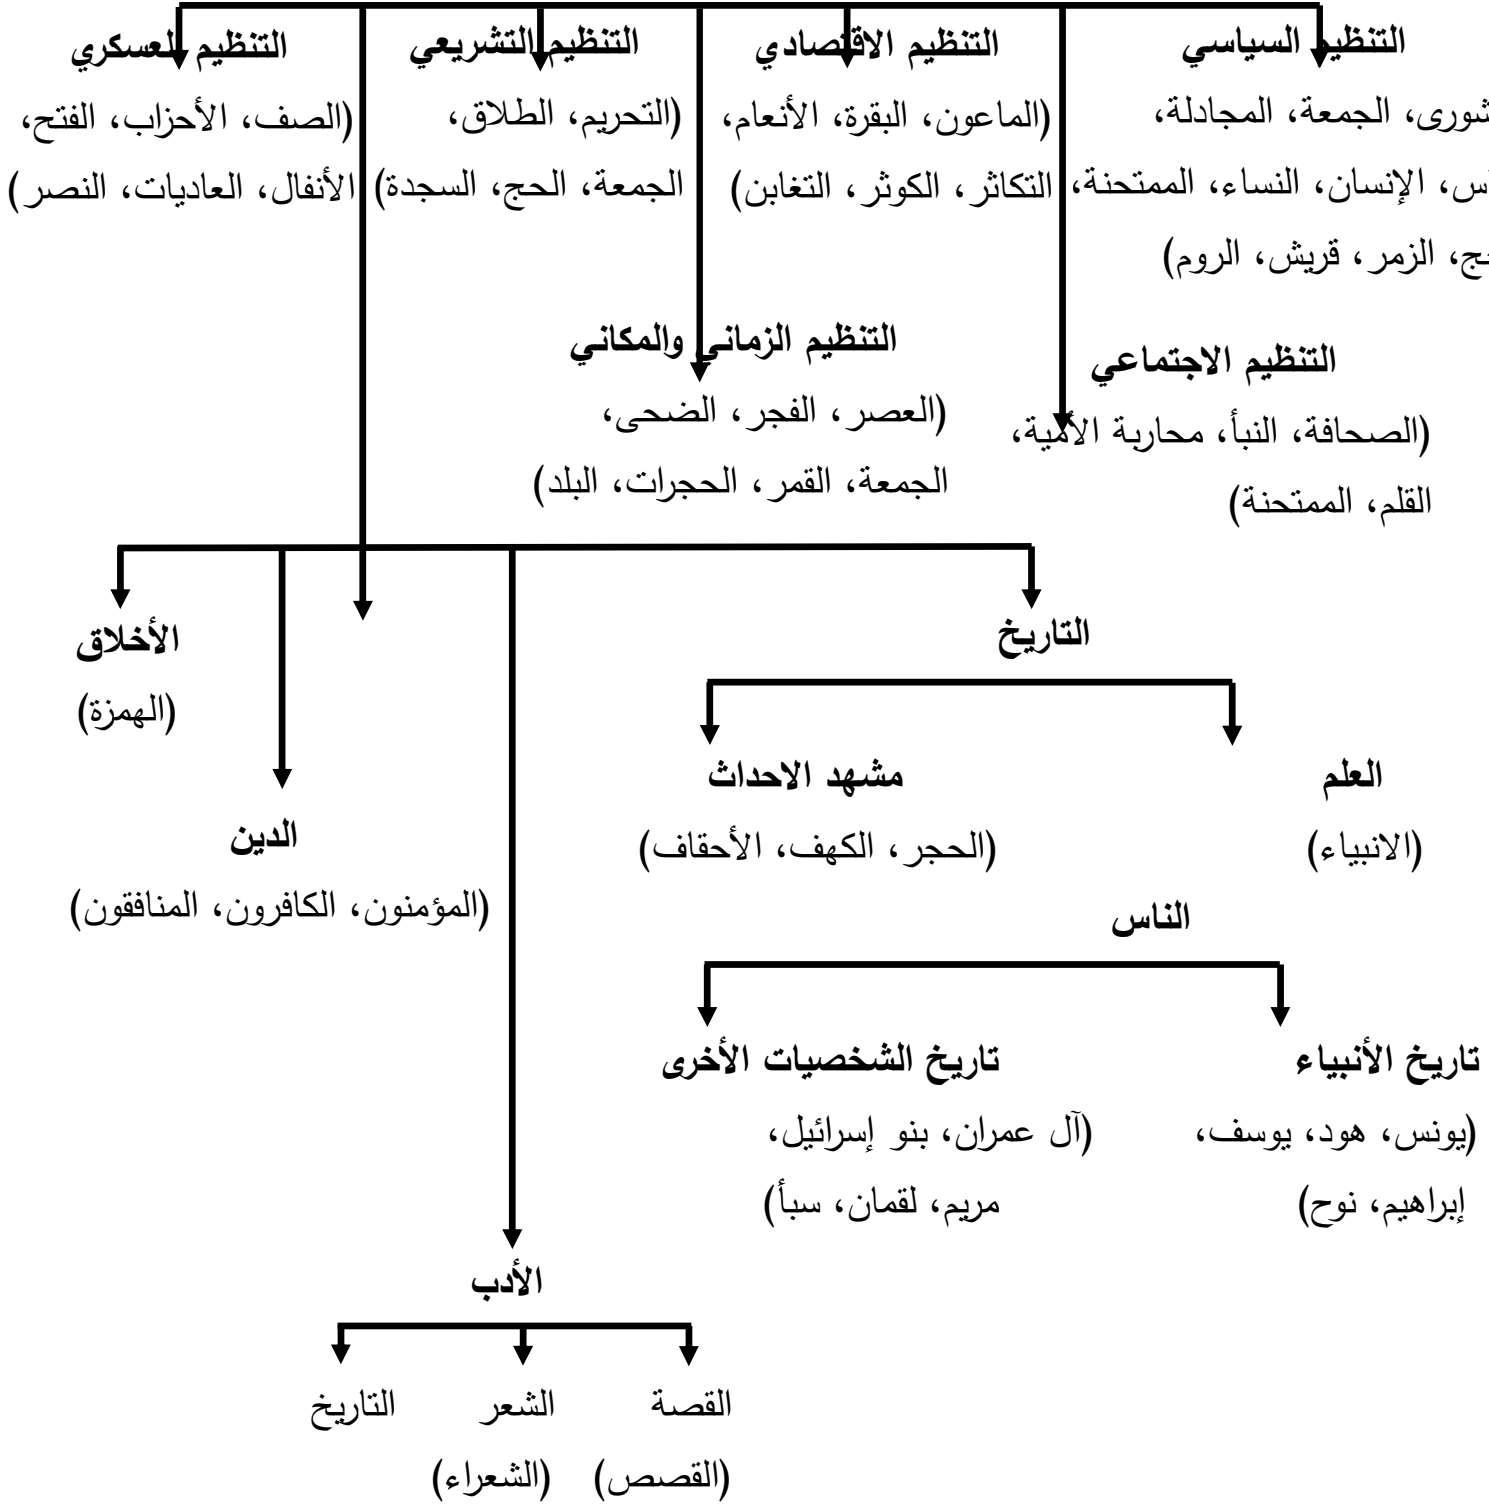 التنظيم السياسي
التنظيم الاقتصادي
التنظيم التشريعي
التنظيم العسكري
الجمعة، المجادلة،
(الماعون، البقرة، الأنعام،
(التحريم، الطلاق،
(الصف، الأحزاب، الفتح،
الإنسان، النساء، الممتحنة،
التكاثر، الكوثر، التغابن)
الجمعة، الحج، السجدة)
الأنفال، العاديات، النصر)
الزمر، قريش، الروم)
التنظيم الاجتماعي
(الصحافة، النبأ، محاربة الأمية،
القلم، الممتحنة)
التنظيم الزماني والمكاني
(العصر، الفجر، الضحى،
الجمعة، القمر، الحجرات، البلد)
التاريخ
الأخلاق
(الهمزة)
العلم
(الانبياء)
مشهد الاحداث
(الحجر، الكهف، الأحقاف)
الدين
(المؤمنون، الكافرون، المنافقون)
الناس
تاريخ الأنبياء
(يونس، هود، يوسف،
إبراهيم، نوح)
تاريخ الشخصيات الأخرى
(آل عمران، بنو إسرائيل،
مريم، لقمان، سبأ)
الأدب
القصة
الشعر
التاريخ
(القصص)
(الشعراء)